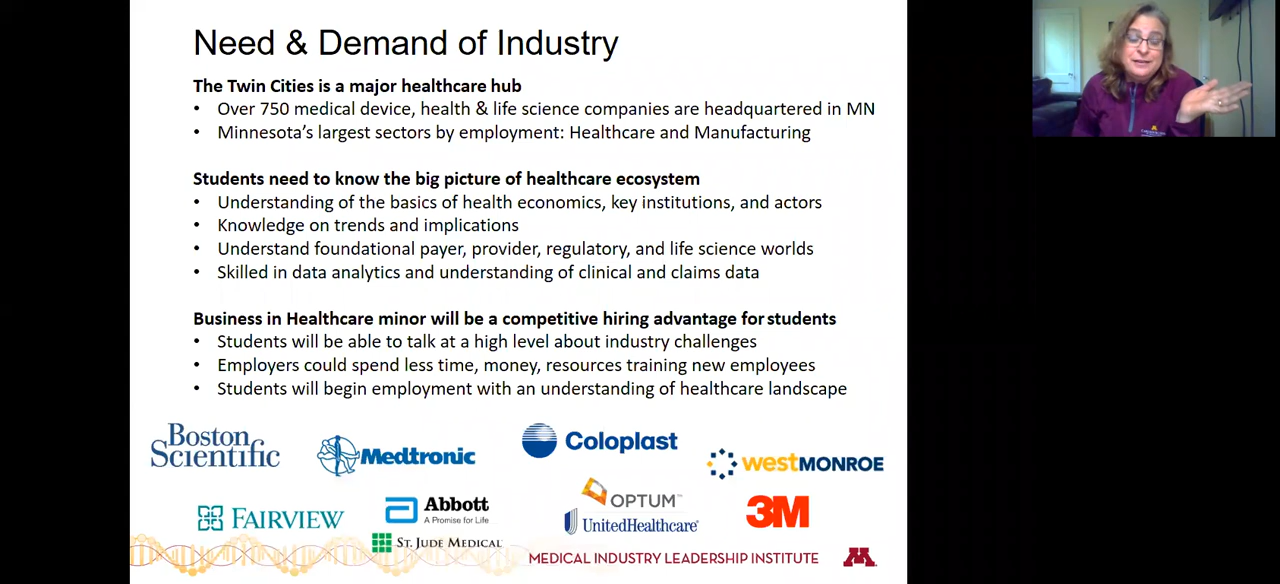 Need & Demand of Industry
The Twin Cities is a major healthcare hub
• Over 750 medical device, health & life science companies are headquartered in MN
• Minnesota's largest sectors by employment: Healthcare and Manufacturing
Students need to know the big picture of healthcare ecosystem
• Understanding of the basics of health economics, key institutions, and actors
• Knowledge on trends and implications
• Understand foundational payer, provider, regulatory, and life science worlds
• Skilled in data analytics and understanding of clinical and claims data
Business in Healthcare minor will be a competitive hiring advantage for students
• Students will be able to talk at a high level about industry challenges
• Employers could spend less time, money, resources training new employees
• Students will begin employment with an understanding of healthcare landscape
Boston
Scientific
Medtronic
Coloplast
westMONROE
FAIRVIEW
Abbott
A Promise for Life
ST. JUDE MEDICAL
OPTUM™
UnitedHealthcare®
3M
MEDICAL INDUSTRY LEADERSHIP INSTITUTE
M